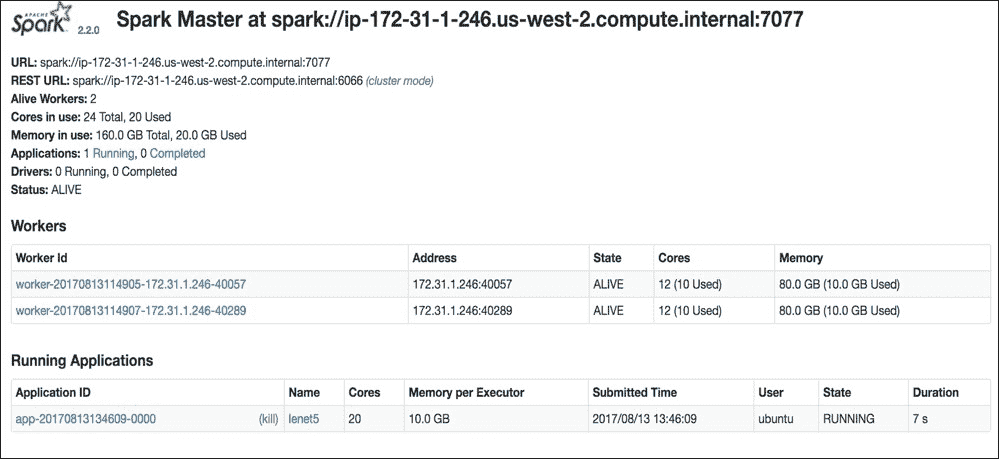 APACHE
Spark 2.2.0 Spark Master at spark://ip-172-31-1-246.us-west-2.compute.internal:7077
URL: spark://ip-172-31-1-246.us-west-2.compute.internal:7077
REST URL: spark://ip-172-31-1-246.us-west-2.compute.internal:6066 (cluster mode)
Alive Workers: 2
Cores in use: 24 Total, 20 Used
Memory in use: 160.0 GB Total, 20.0 GB Used
Applications: 1 Running, 0 Completed
Drivers: 0 Running, 0 Completed
Status: ALIVE
Workers
Worker Id Address State Cores Memory
worker-20170813114905-172.31.1.246-40057 172.31.1.246:40057 ALIVE 12 (10 Used) 80.0 GB (10.0 GB Used)
worker-20170813114907-172.31.1.246-40289 172.31.1.246:40289 ALIVE 12 (10 Used) 80.0 GB (10.0 GB Used)
Running Applications
Application ID Name Cores Memory per Executor Submitted Time User State Duration
app-20170813134609-0000 (kill) lenet5 20 10.0 GB 2017/08/13 13:46:09 ubuntu RUNNING 7 s